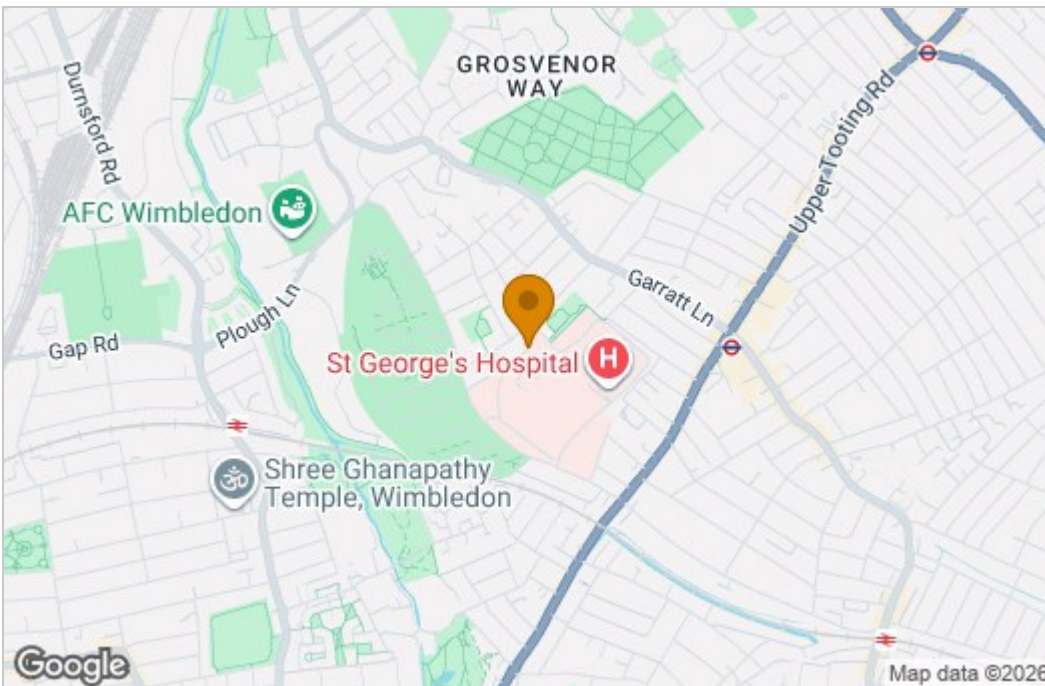 GROSVENOR
WAY
Durnsford Rd
Upper Tooting Rd
AFC Wimbledon
Garratt Ln
Plough Ln
Gap Rd
St George's Hospital
H
Shree Ghanapathy
Temple, Wimbledon
ॐ
Google
Map data ©2026